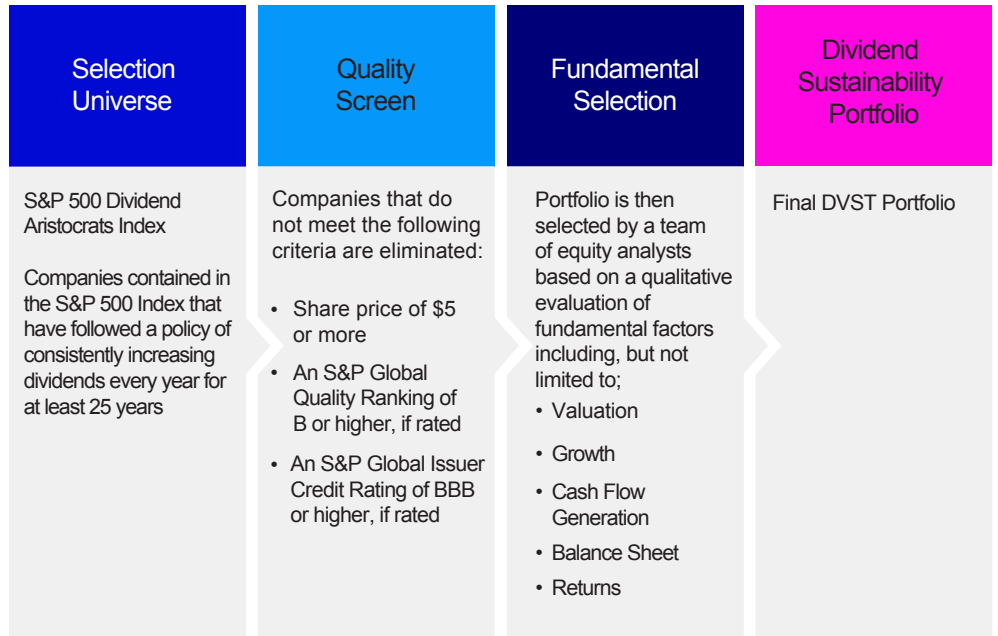 Selection
Universe
S&P 500 Dividend
Aristocrats Index
Companies contained in
the S&P 500 Index that
have followed a policy of
consistently increasing
dividends every year for
at least 25 years
Quality
Screen
Companies that do
not meet the following
criteria are eliminated:
• Share price of $5
or more
• An S&P Global
Quality Ranking of
B or higher, if rated
• An S&P Global Issuer
Credit Rating of BBB
or higher, if rated
Fundamental
Selection
Portfolio is then
selected by a team
of equity analysts
based on a qualitative
evaluation of
fundamental factors
including, but not
limited to;
• Valuation
• Growth
• Cash Flow
Generation
• Balance Sheet
• Returns
Dividend
Sustainability
Portfolio
Final DVST Portfolio